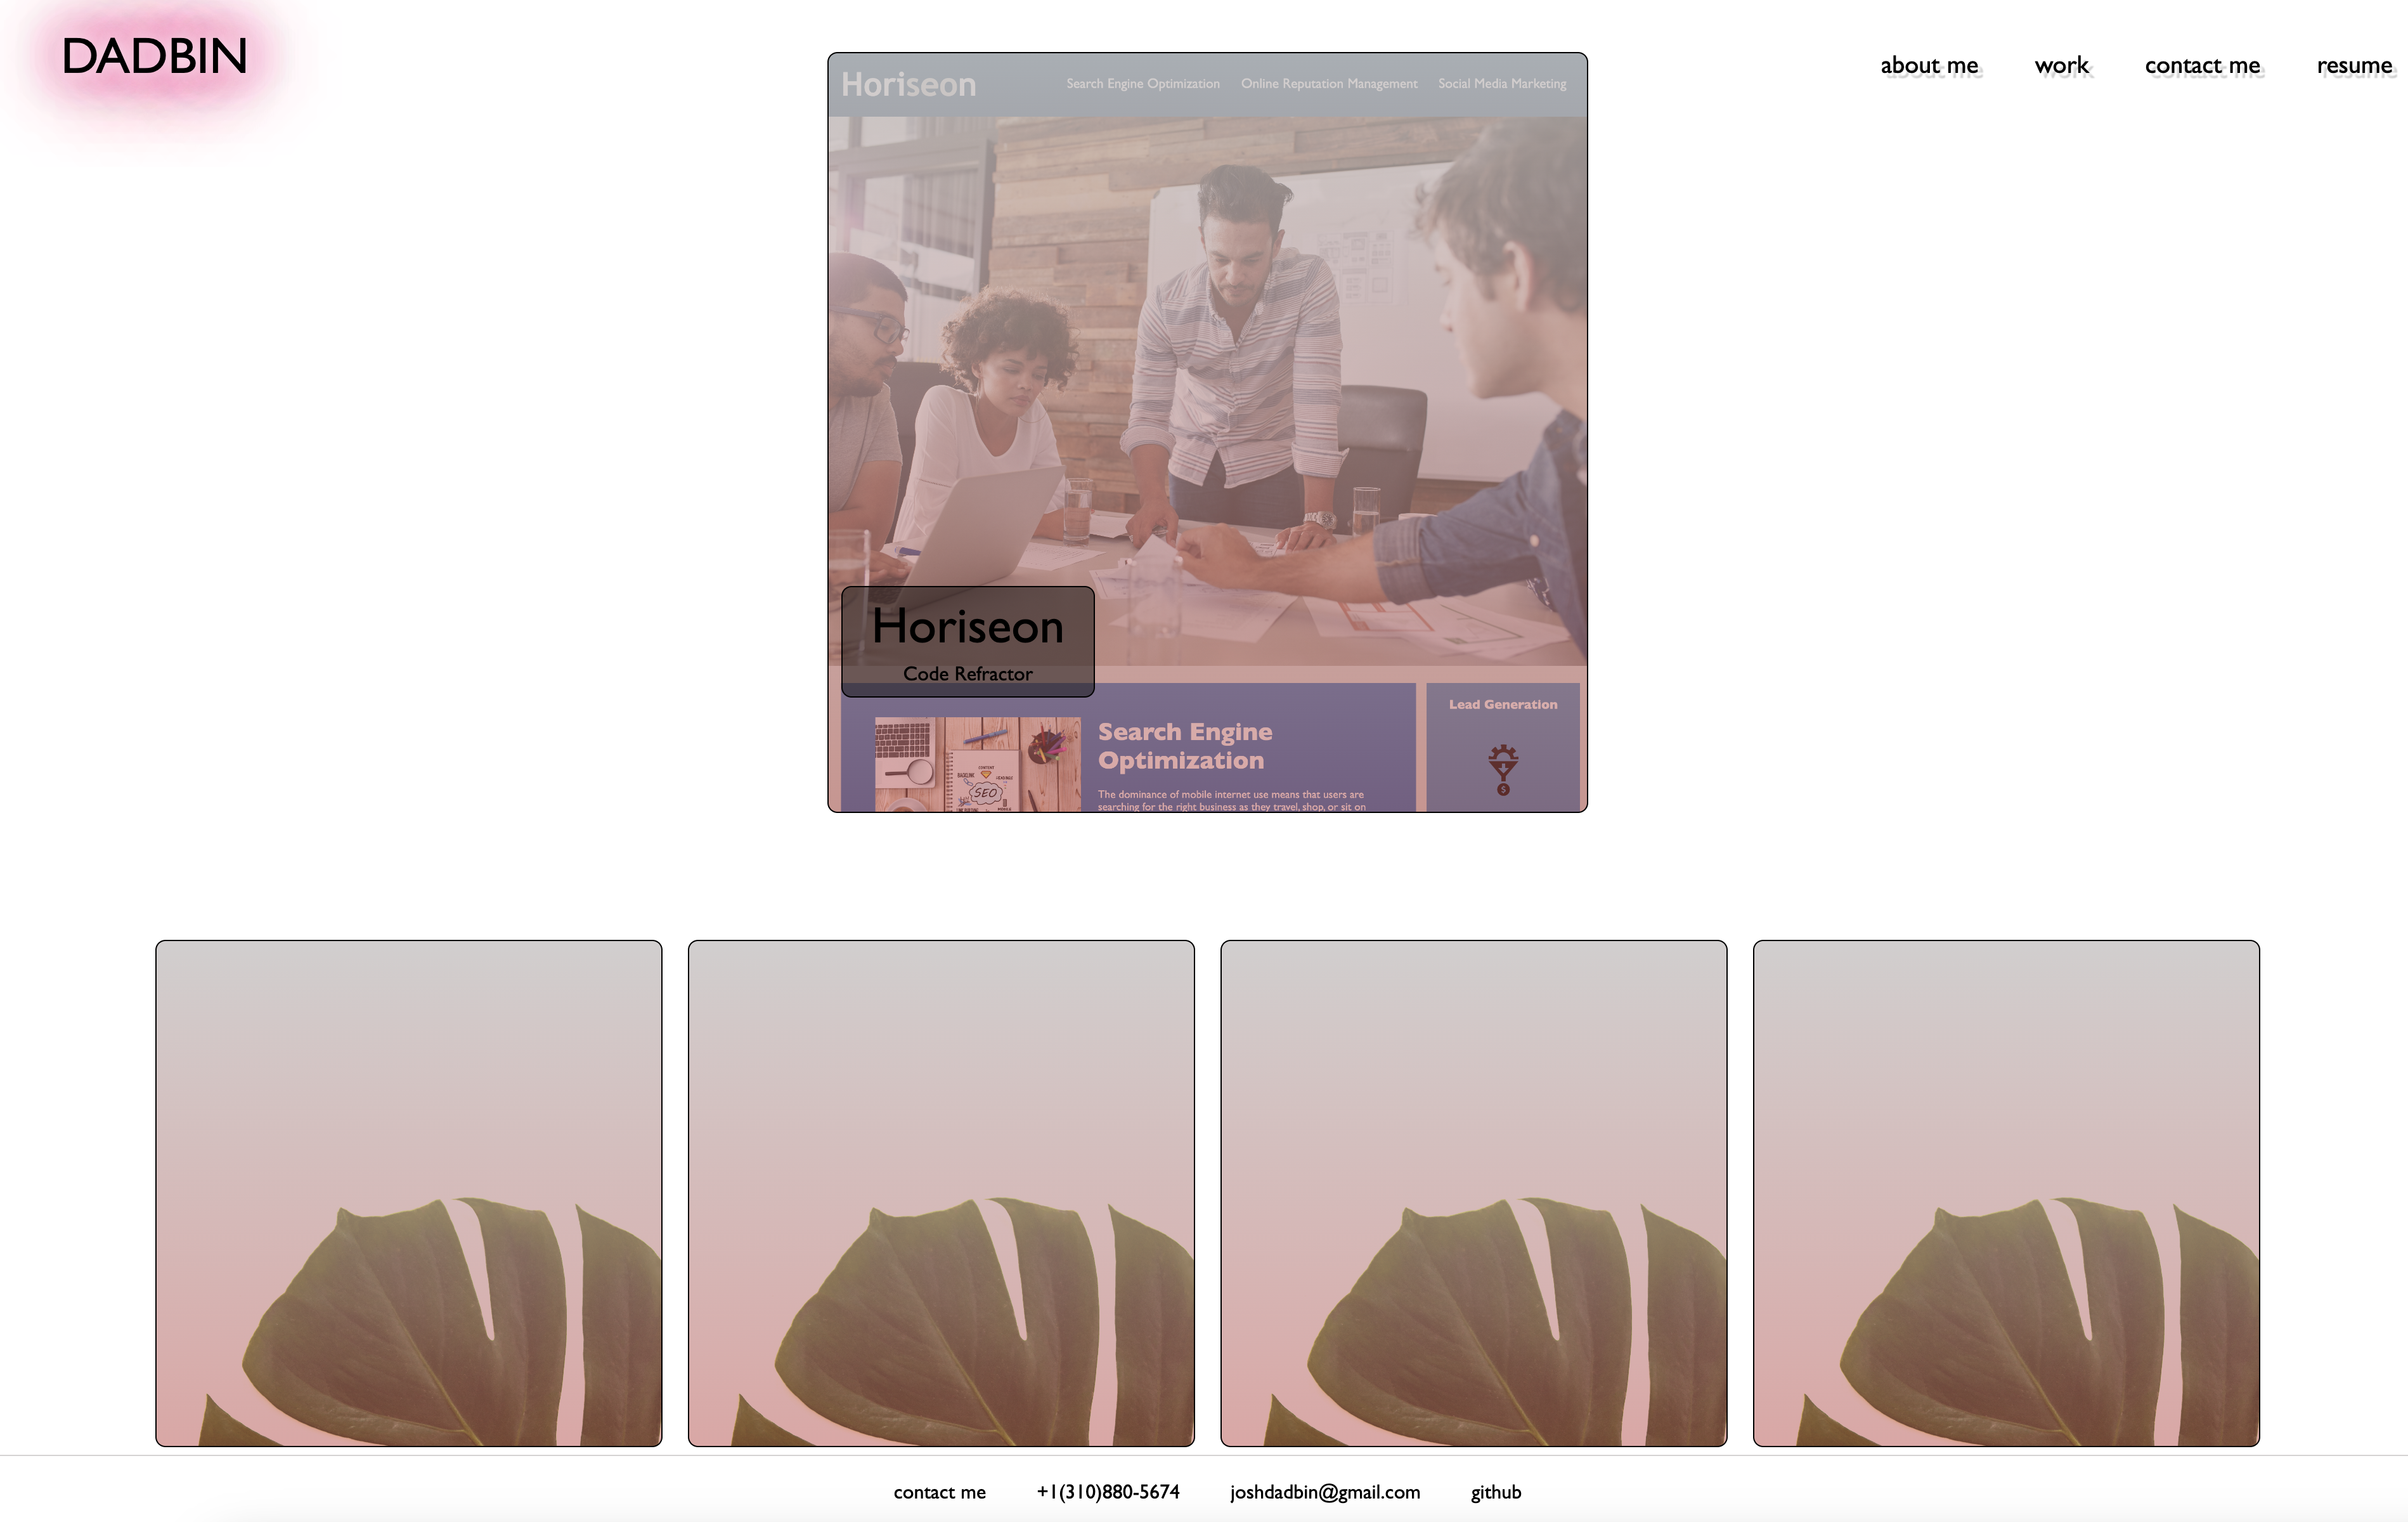 DADBIN
about me work contact me resume
Horiseon Search Engine Optimization Online Reputation Management Social Media Marketing
Horiseon
Code Refractor
Lead Generation
Search Engine
Optimization
The dominance of mobile internet use means that users are
searching for the right business as they travel, shop, or sit on
CONTENT
BASELINE
SEO
contact me +1(310)880-5674 joshdadbin@gmail.com github